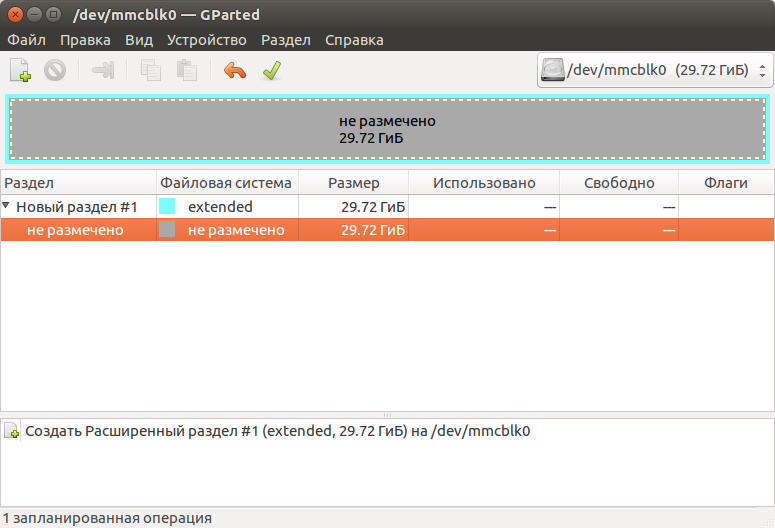 /dev/mmcblk0 — GParted
Файл Правка Вид Устройство Раздел Справка
/dev/mmcblk0 (29.72 ГиБ)
не размечено
29.72 ГиБ
Раздел Файловая система Размер Использовано Свободно Флаги
Новый раздел #1 extended 29.72 ГиБ --- ---
не размечено не размечено 29.72 ГиБ --- ---
Создать Расширенный раздел #1 (extended, 29.72 ГиБ) на /dev/mmcblk0
1 запланированная операция